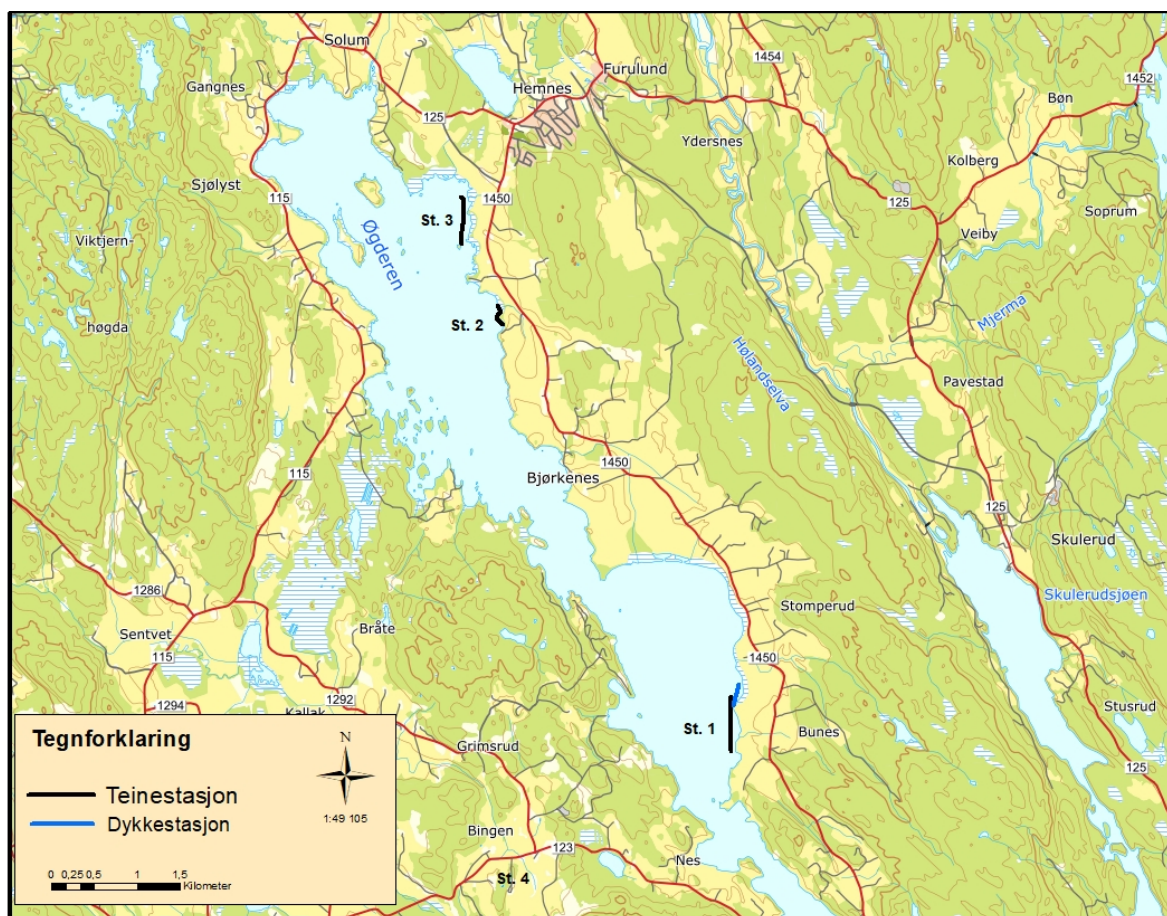 Solum
Furulund
1454
1452
Gangnes
Hemnes
Bøn
125
Ydersnes
Kolberg
Sjølyst
115
1450
125
St. 3
Soprum
Øgderen
Veiby
Viktjern-
høgda
St. 2
Mjerma
Hølandselva
Pavestad
115
1450
Bjørkenes
125
Skulerud
1286
Stomperud
Skulerudsjøen
Sentvet
Bråte
115
1450
1294
1292
Kallak
St. 1
Bunes
Stusrud
Grimsrud
125
Tegnforklaring
N
Teinestasjon
Dykkestasjon
1:49 105
0 0,25 0,5 1 1,5
Kilometer
Bingen
123
Nes
St. 4